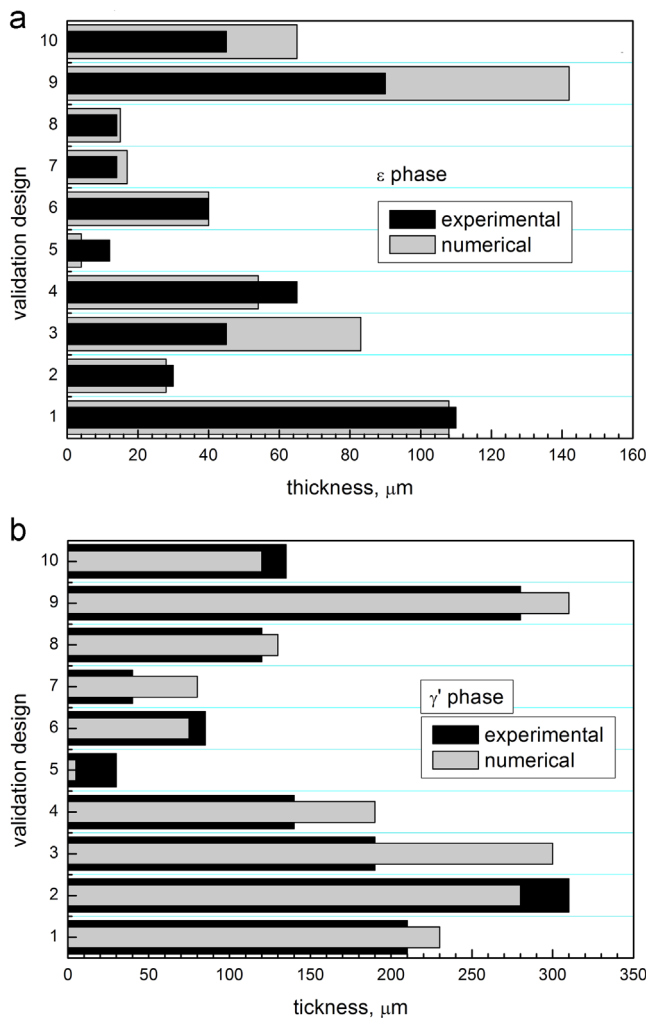 a
10
9
8
7
6
5
4
3
2
1
validation design
ε phase
experimental
numerical
0 20 40 60 80 100 120 140 160
thickness, μm
b
10
9
8
7
6
5
4
3
2
1
validation design
γ' phase
experimental
numerical
0 50 100 150 200 250 300 350
tickness, μm